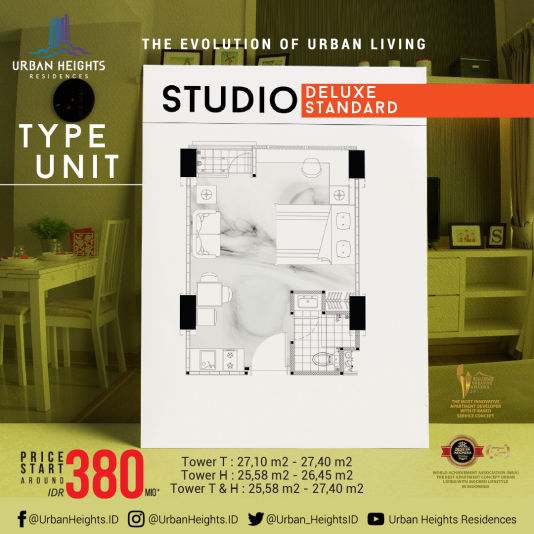 URBAN HEIGHTS
RESIDENCES
THE EVOLUTION OF URBAN LIVING
STUDIO DELUXE
STANDARD
TYPE
UNIT
THE MOST INNOVATIVE
APARTMENT DEVELOPER
WITH IT-BASED
SERVICE CONCEPT
WORLD ACHIEVEMENT ASSOCIATION (WAA)
THE BEST APARTMENT CONCEPT URBAN
LIVING WITH MODERN LIFESTYLE
IN INDONESIA
PRICE
START
AROUND
IDR 380 MIO*
Tower T : 27,10 m2 - 27,40 m2
Tower H : 25,58 m2 - 26,45 m2
Tower T & H : 25,58 m2 - 27,40 m2
@UrbanHeights.ID @UrbanHeights.ID @Urban_HeightsID Urban Heights Residences